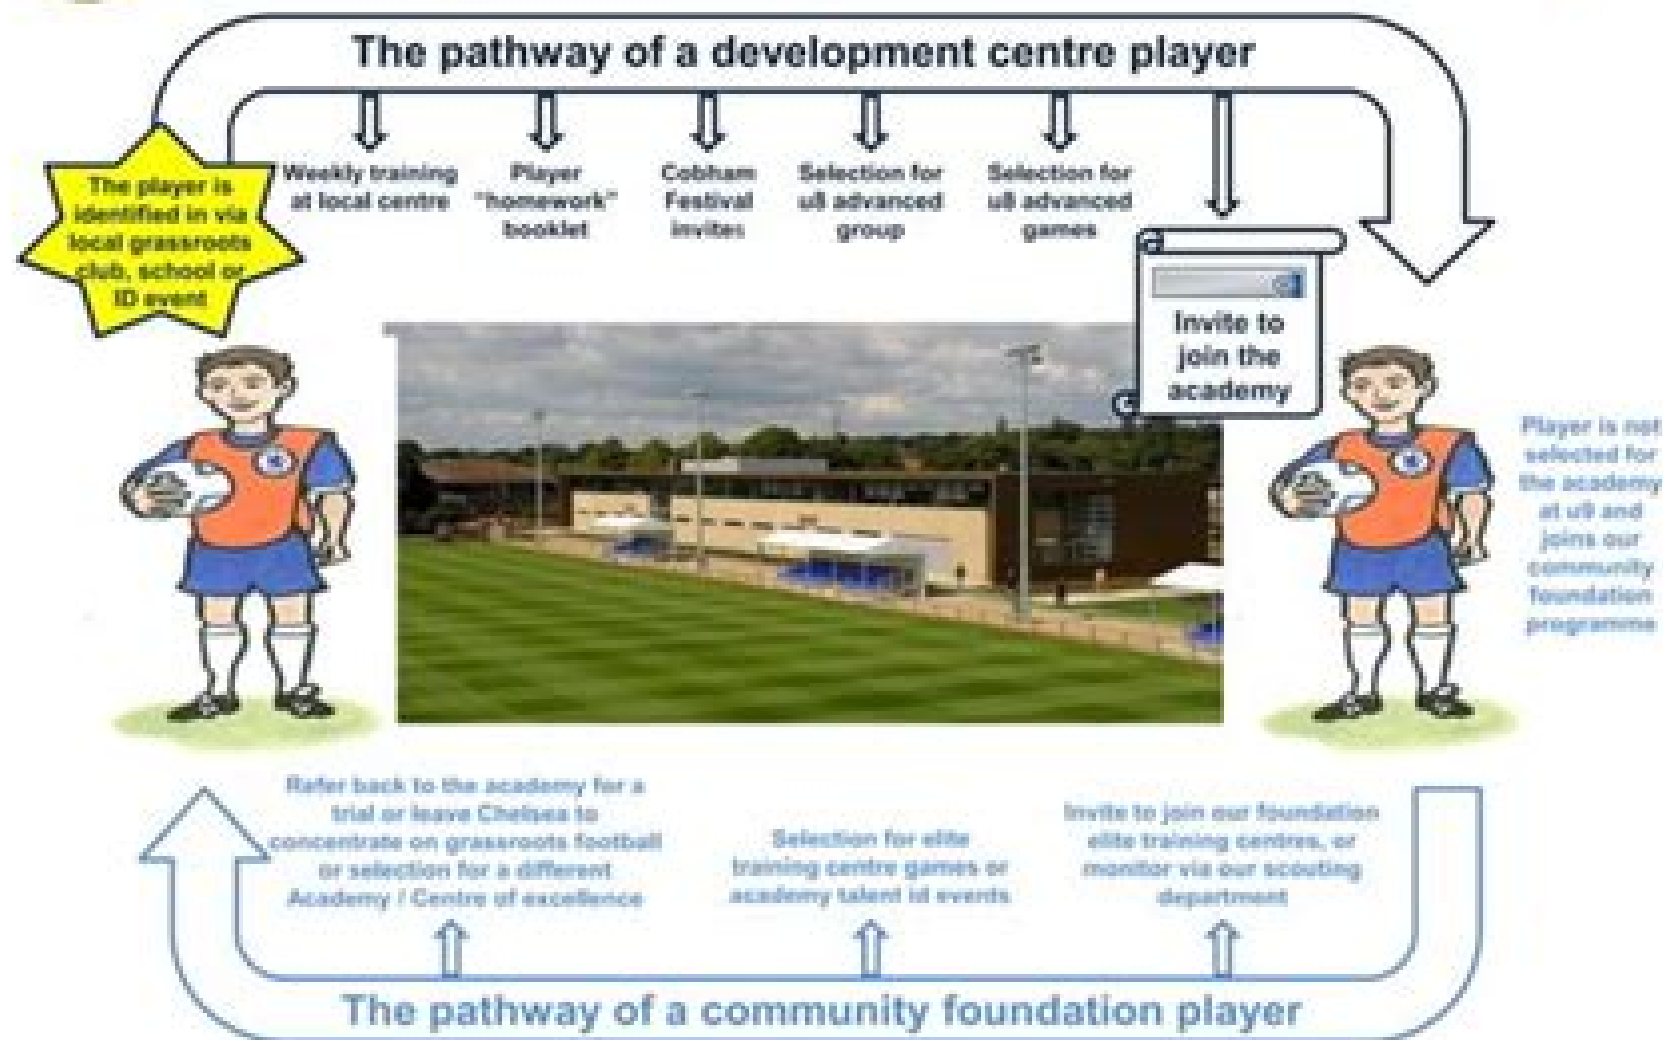 The pathway of a development centre player
The player is
identified in via
local grassroots
club, school or
ID event
Weekly training
at local centre
Player
"homework"
booklet
Cobham
Festival
invites
Selection for
u8 advanced
group
Selection for
u8 advanced
games
Invite to
join the
academy
Player is not
selected for
the academy
at u9 and
joins our
community
foundation
programme
Refer back to the academy for a
trial or leave Chelsea to
concentrate on grassroots football
or selection for a different
Academy / Centre of excellence
Selection for elite
training centre games or
academy talent id events
Invite to join our foundation
elite training centres, or
monitor via our scouting
department
The pathway of a community foundation player